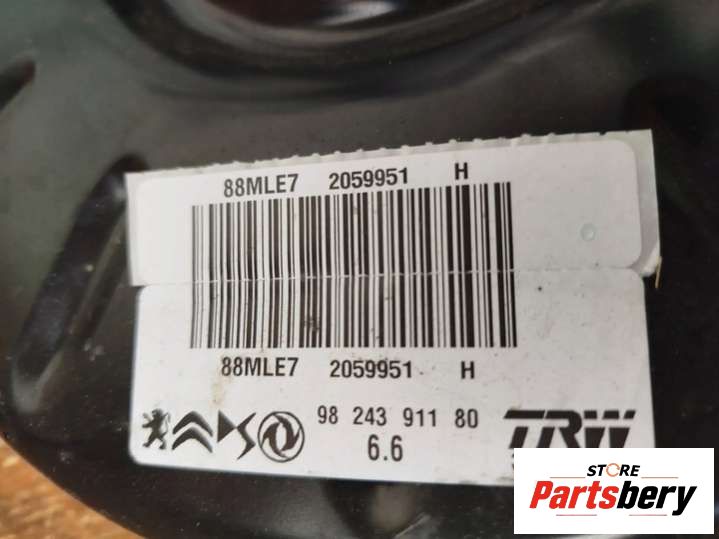 88MLE7 2059951 H
88MLE7 2059951 H
98 243 911 80
6.6
TRW
STORE
Partsbery